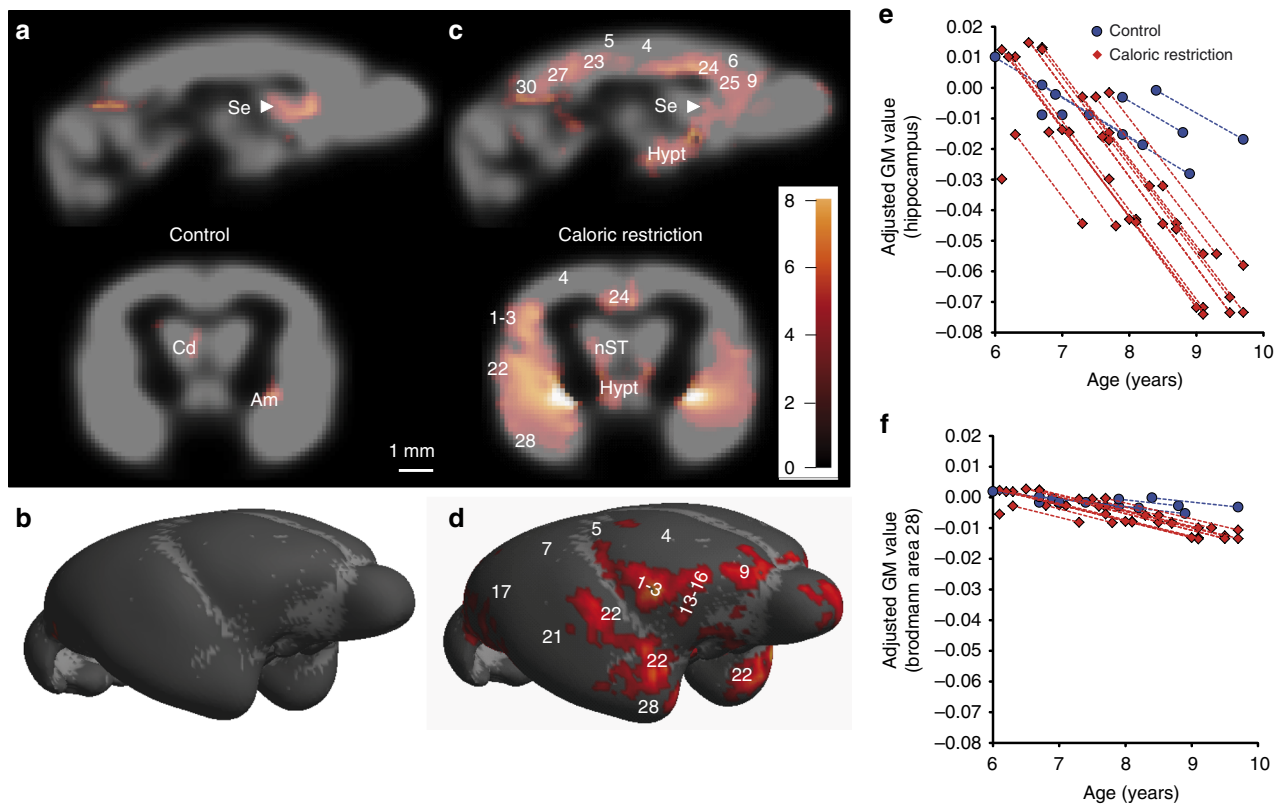 a
Se
Control
Cd
Am
1 mm
b
c
5
4
23
27
30
6
24
25
9
Se
Hypt
Caloric restriction
4
24
1-3
nST
22
Hypt
28
8
6
4
2
0
d
5
4
7
17
1-3
13-16
9
22
21
22
22
28
e
Control
Caloric restriction
0.02
0.01
0.00
−0.01
−0.02
−0.03
−0.04
−0.05
−0.06
−0.07
−0.08
Adjusted GM value
(hippocampus)
6 7 8 9 10
Age (years)
f
0.02
0.01
0.00
−0.01
−0.02
−0.03
−0.04
−0.05
−0.06
−0.07
−0.08
Adjusted GM value
(brodmann area 28)
6 7 8 9 10
Age (years)